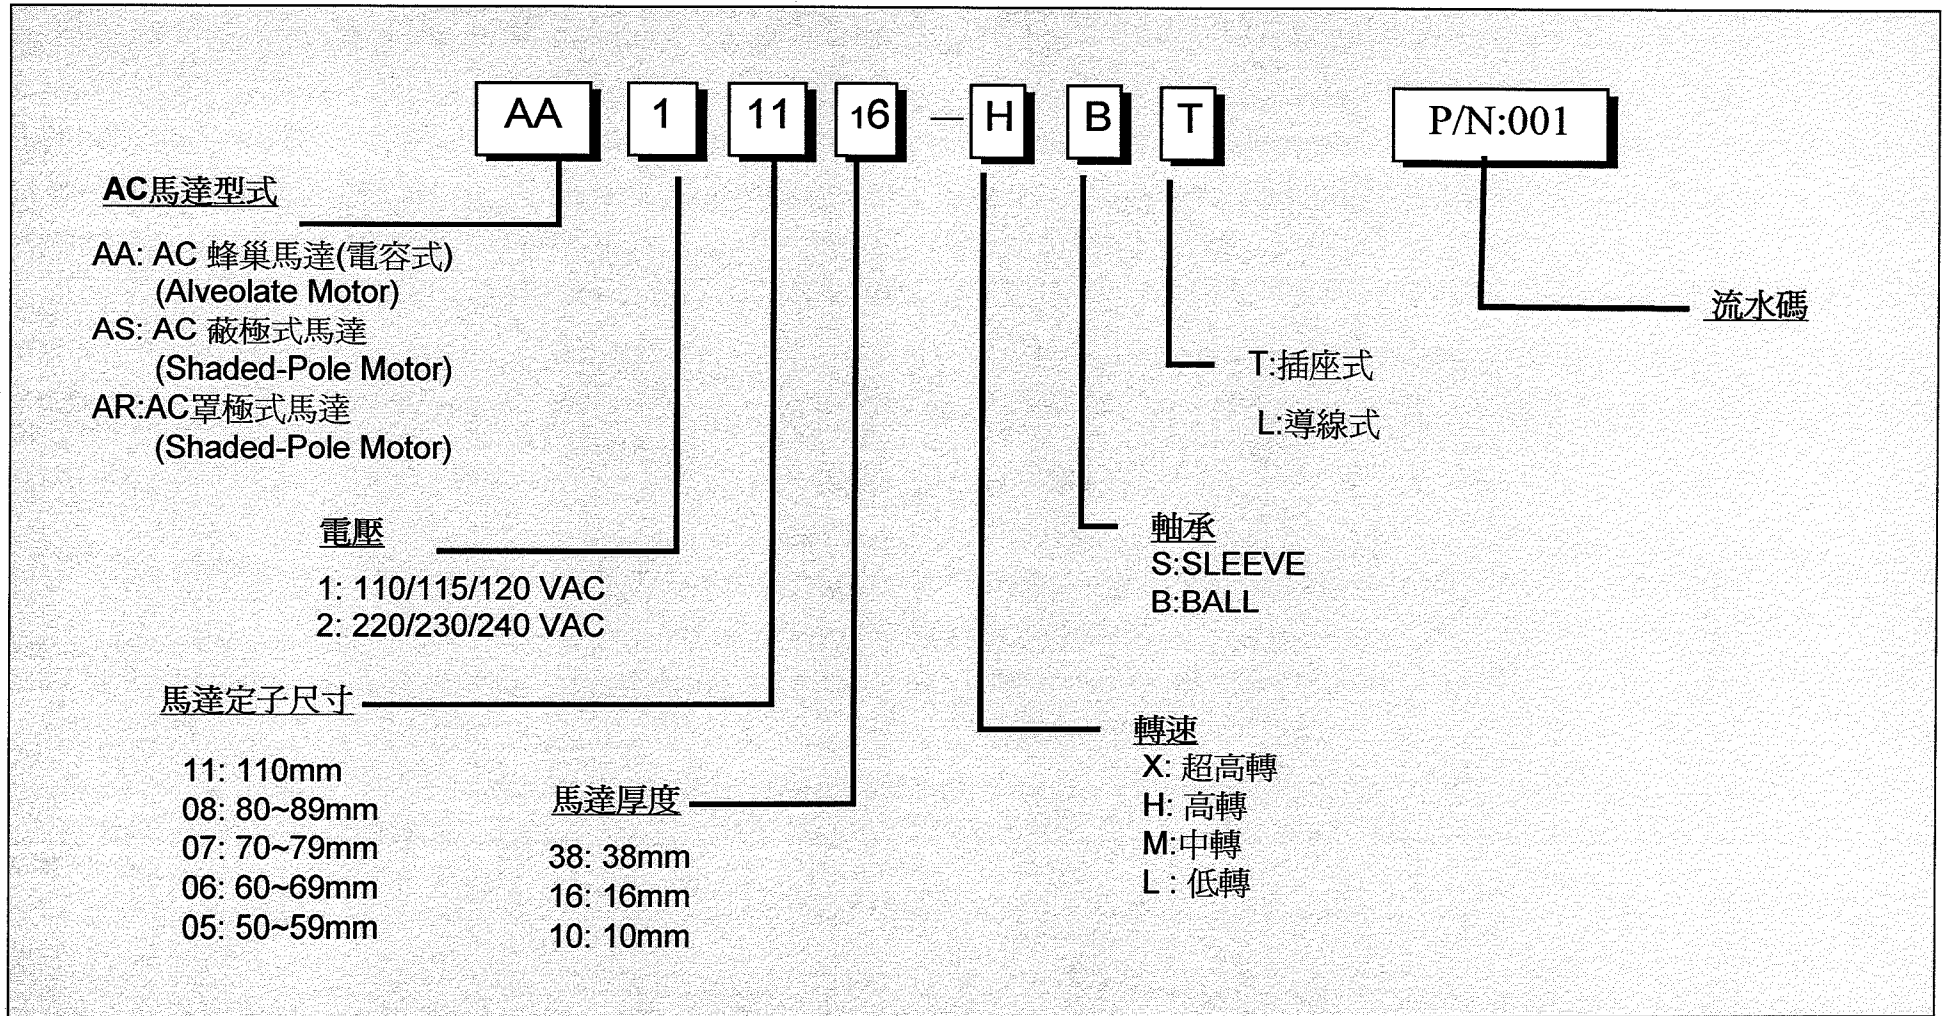 AA 1 11 16 — H B T P/N:001
AC馬達型式
AA: AC 蜂巢馬達(電容式)
(Alveolate Motor)
AS: AC 蔽極式馬達
(Shaded-Pole Motor)
AR:AC罩極式馬達
(Shaded-Pole Motor)
流水碼
T:插座式
L:導線式
電壓
1: 110/115/120 VAC
2: 220/230/240 VAC
軸承
S:SLEEVE
B:BALL
馬達定子尺寸
11: 110mm
08: 80~89mm
07: 70~79mm
06: 60~69mm
05: 50~59mm
馬達厚度
38: 38mm
16: 16mm
10: 10mm
轉速
X: 超高轉
H: 高轉
M:中轉
L : 低轉